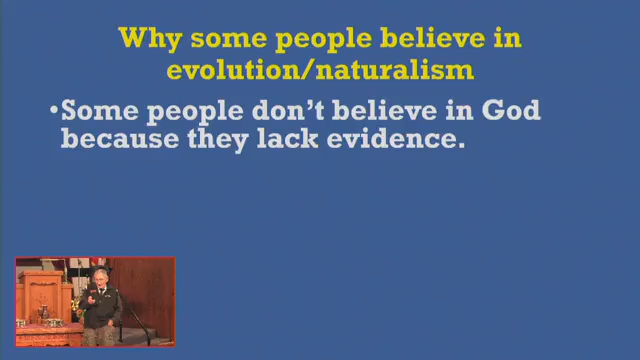 Why some people believe in
evolution/naturalism
•Some people don't believe in God
because they lack evidence.